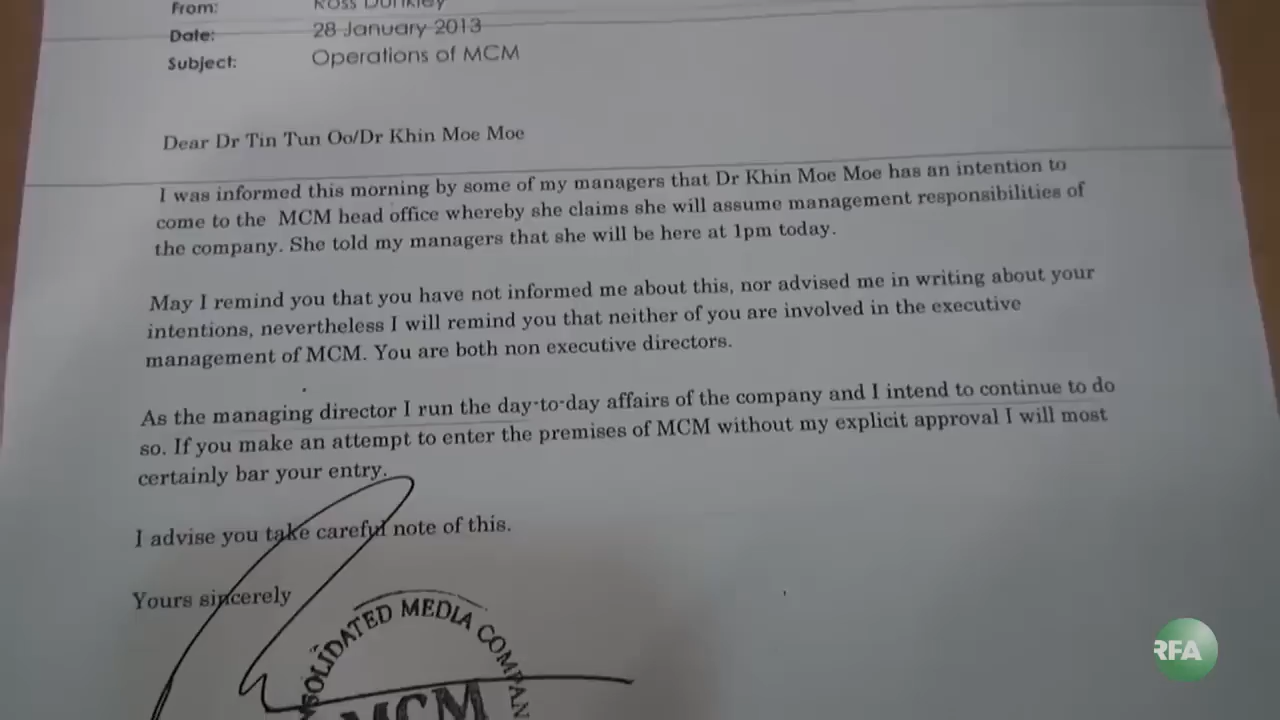 From: Ross Dunkley
Date: 28 January 2013
Subject: Operations of MCM
Dear Dr Tin Tun Oo/Dr Khin Moe Moe
I was informed this morning by some of my managers that Dr Khin Moe Moe has an intention to
come to the MCM head office whereby she claims she will assume management responsibilities of
the company. She told my managers that she will be here at 1pm today.
May I remind you that you have not informed me about this, nor advised me in writing about your
intentions, nevertheless I will remind you that neither of you are involved in the executive
management of MCM. You are both non executive directors.
As the managing director I run the day-to-day affairs of the company and I intend to continue to do
so. If you make an attempt to enter the premises of MCM without my explicit approval I will most
certainly bar your entry.
I advise you take careful note of this.
Yours sincerely
MEDIA
MCM
RFA